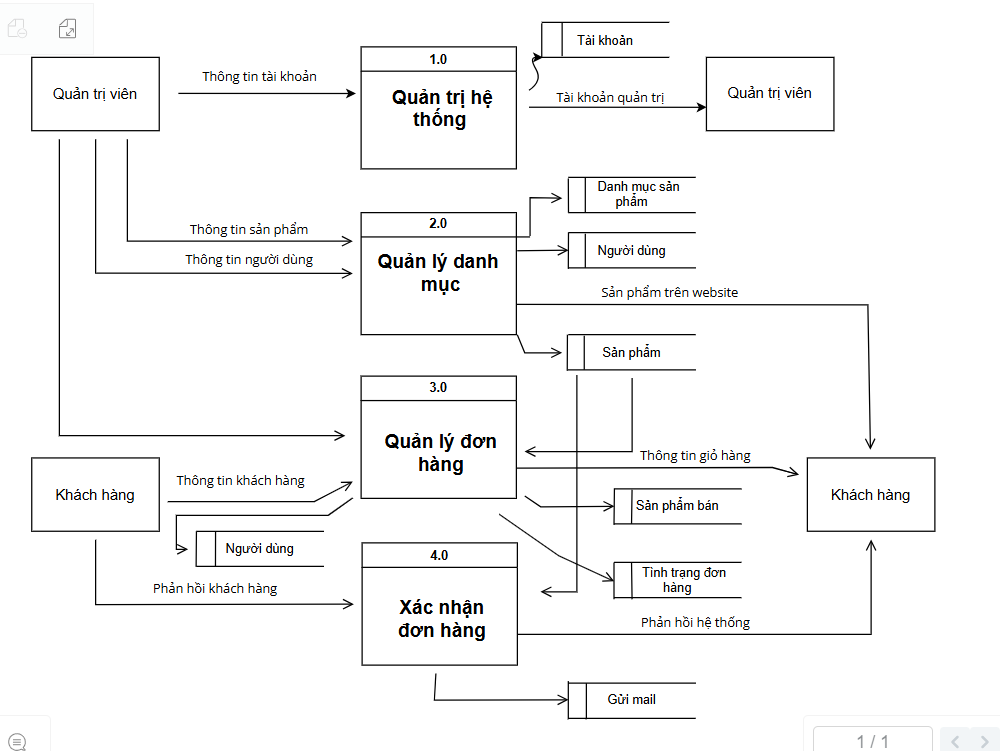 Tài khoản
1.0
Thông tin tài khoản
Quản trị viên
Quản trị hệ
thống
Tài khoản quản trị
Quản trị viên
Danh mục sản
phẩm
2.0
Thông tin sản phẩm
Người dùng
Thông tin người dùng
Quản lý danh
mục
Sản phẩm trên website
Sản phẩm
3.0
Quản lý đơn
hàng
Thông tin giỏ hàng
Thông tin khách hàng
Khách hàng
Khách hàng
Sản phẩm bán
Người dùng
4.0
Tình trạng đơn
hàng
Phản hồi khách hàng
Xác nhận
đơn hàng
Phản hồi hệ thống
Gửi mail
1 / 1